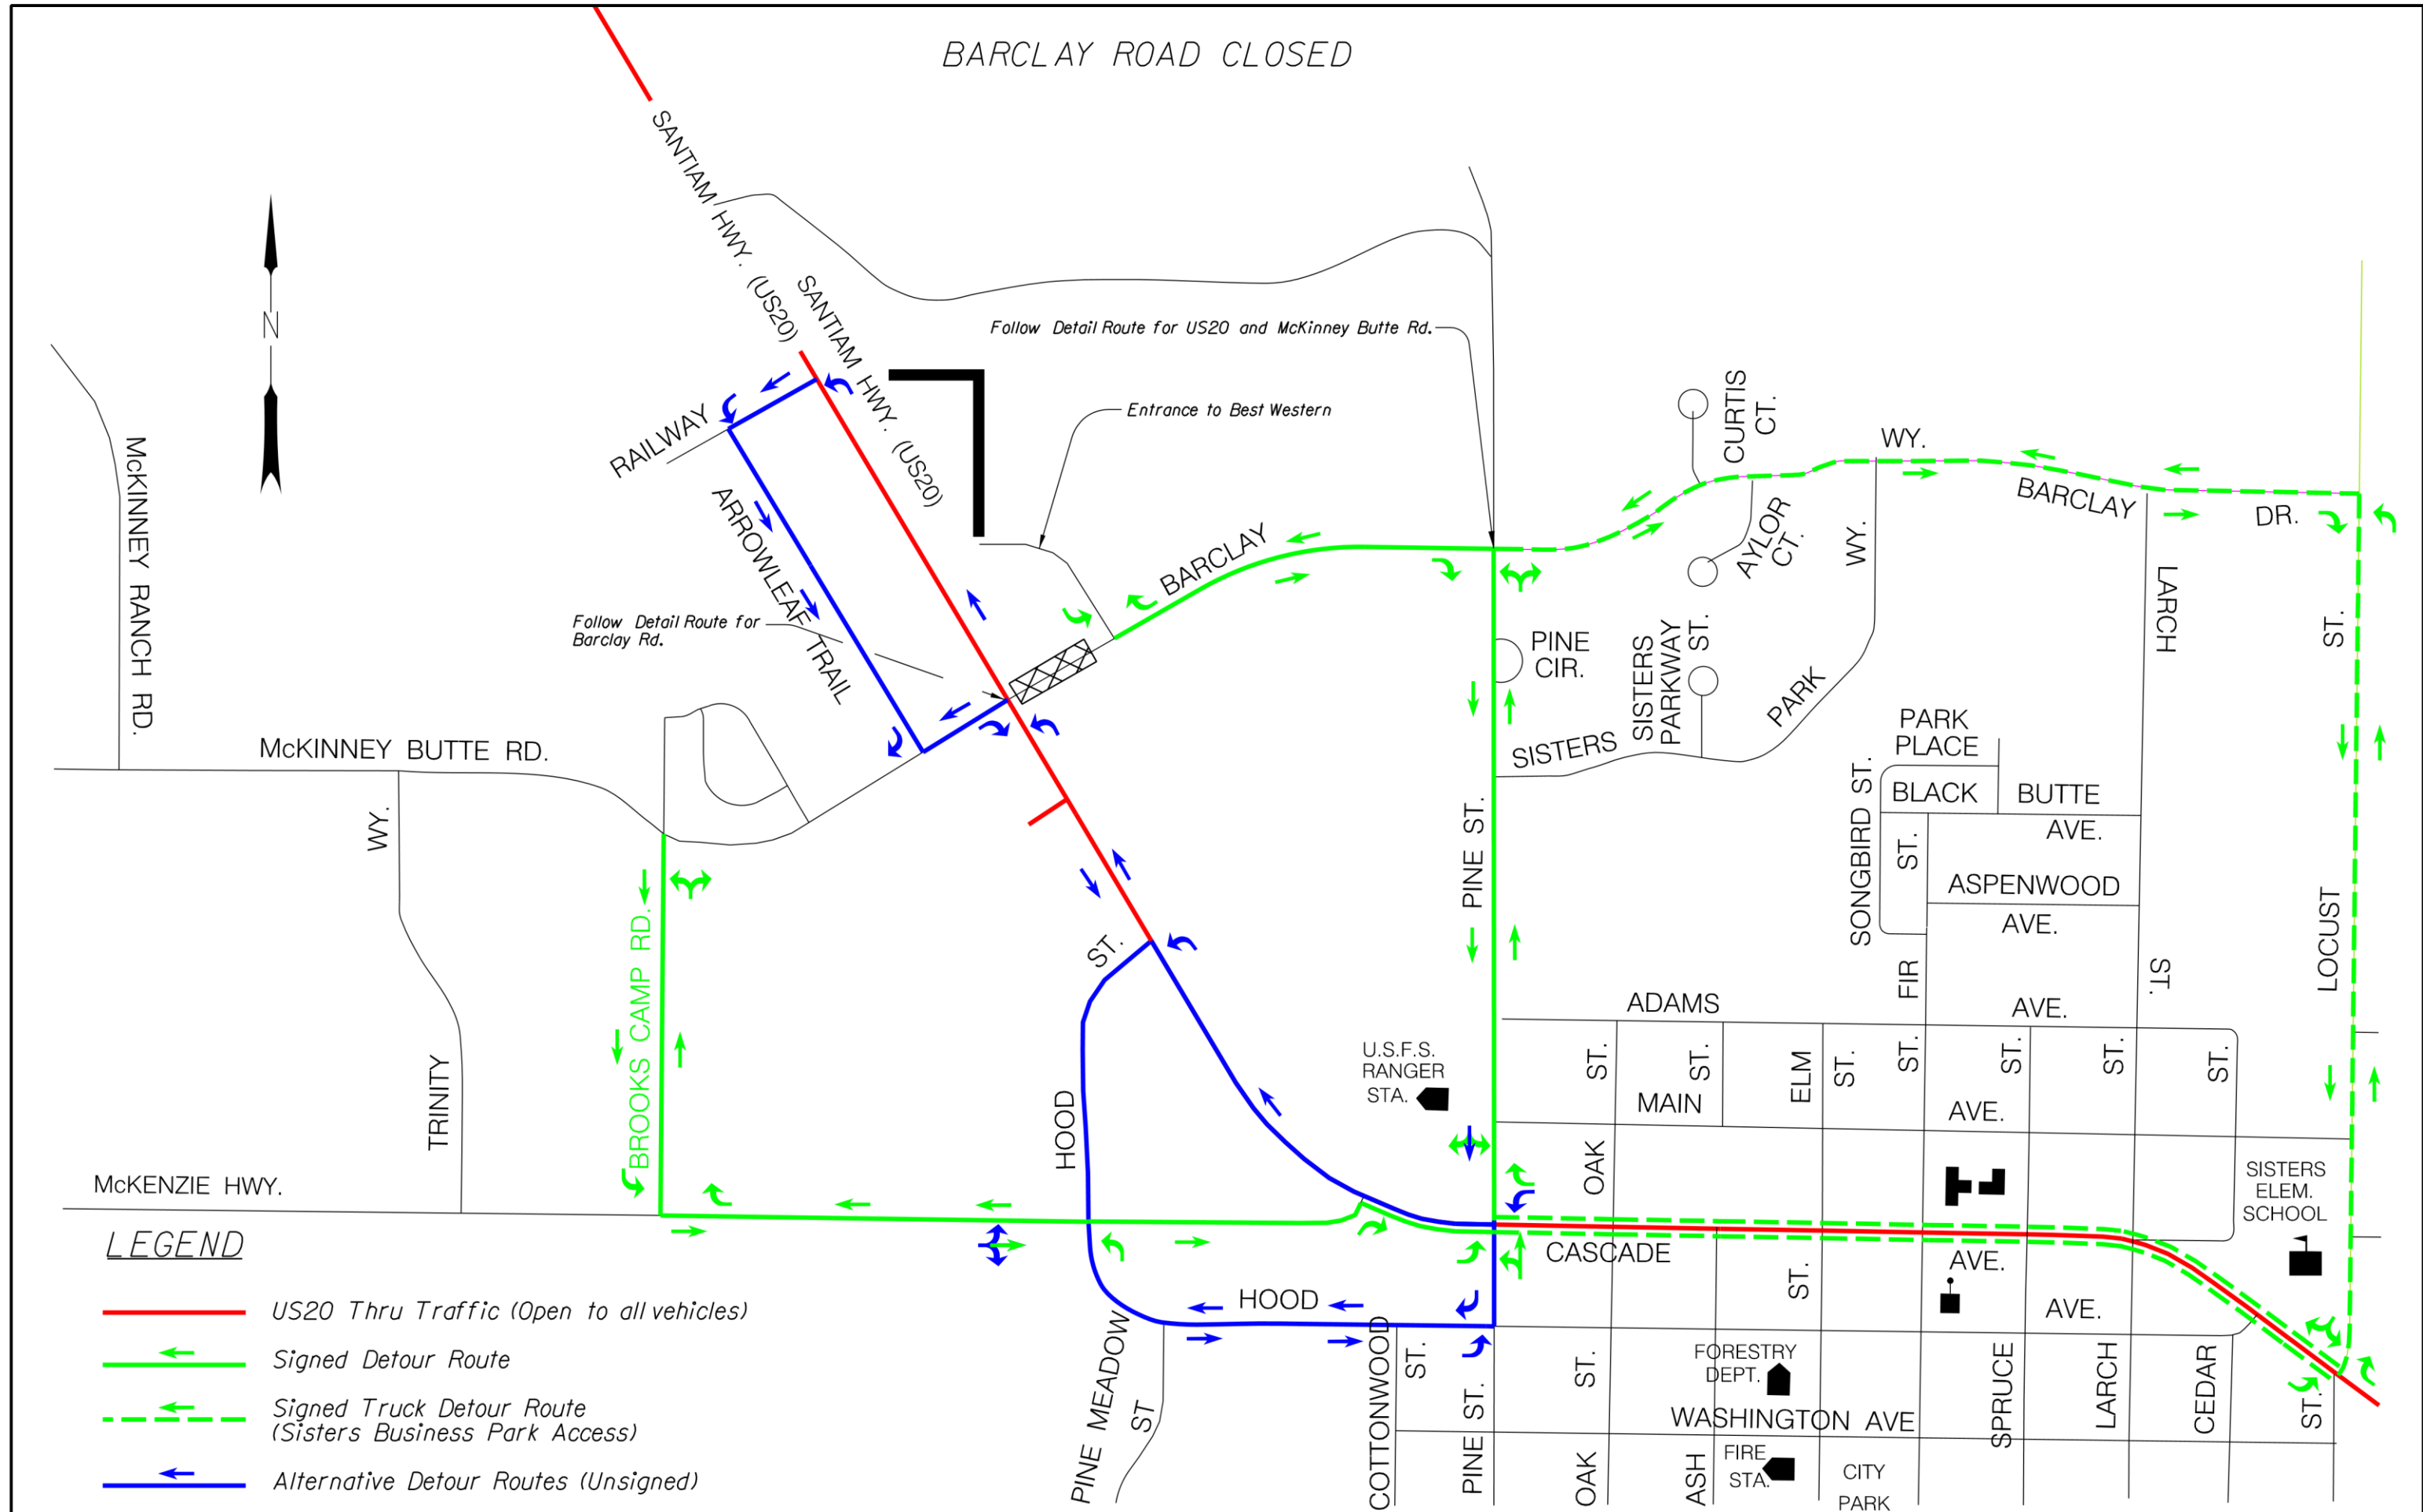 BARCLAY ROAD CLOSED
SANTIAM HWY. (US20)
SANTIAM HWY. (US20)
N
Follow Detail Route for US20 and McKinney Butte Rd.
Entrance to Best Western
RAILWAY
ARROWLEAF TRAIL
BARCLAY
CURTIS
CT.
WY.
BARCLAY
DR.
AYLOR
CT.
WY.
McKINNEY RANCH RD.
Follow Detail Route for
Barclay Rd.
PINE
CIR.
SISTERS
PARKWAY
ST.
PARK
SISTERS
LARCH
ST.
ST.
LOCUST
McKINNEY BUTTE RD.
PARK
PLACE
BLACK BUTTE
AVE.
SONGBIRD ST.
ST.
FIR
ASPENWOOD
AVE.
WY.
TRINITY
BROOKS CAMP RD.
PINE ST.
ST.
HOOD
ADAMS
AVE.
U.S.F.S.
RANGER
STA.
ST.
ST.
ELM
ST.
ST.
ST.
ST.
ST.
MAIN
AVE.
OAK
McKENZIE HWY.
SISTERS
ELEM.
SCHOOL
CASCADE
AVE.
ST.
HOOD
AVE.
PINE MEADOW
ST
COTTONWOOD
ST.
PINE ST.
PINE ST.
ST.
OAK
FORESTRY
DEPT.
WASHINGTON AVE
ASH
FIRE
STA.
CITY
PARK
SPRUCE
LARCH
CEDAR
ST.
LEGEND
US20 Thru Traffic (Open to all vehicles)
Signed Detour Route
Signed Truck Detour Route
(Sisters Business Park Access)
Alternative Detour Routes (Unsigned)